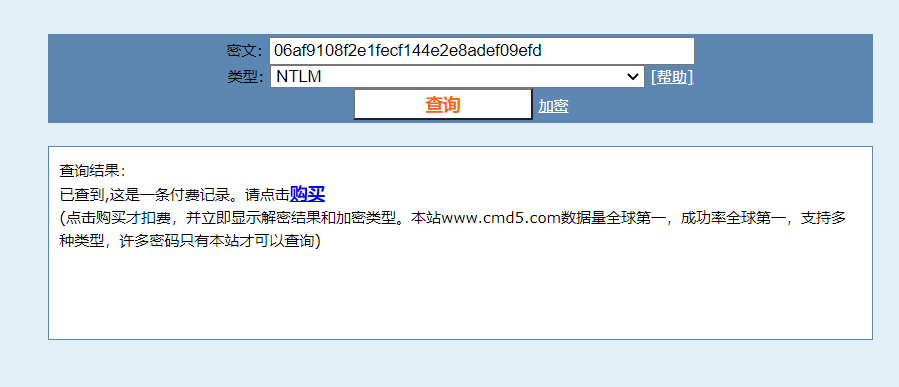 密文: 06af9108f2e1fecf144e2e8adef09efd
类型: NTLM [帮助]
查询 加密
查询结果:
已查到,这是一条付费记录。请点击购买
(点击购买才扣费，并立即显示解密结果和加密类型。本站www.cmd5.com数据量全球第一，成功率全球第一，支持多
种类型，许多密码只有本站才可以查询)